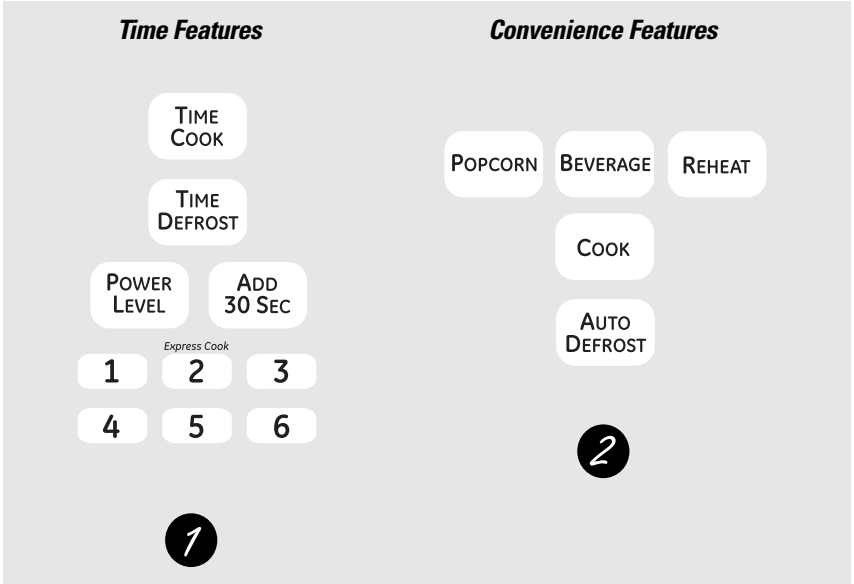 Time Features
TIME
COOK
TIME
DEFROST
POWER
LEVEL
ADD
30 SEC
Express Cook
1 2 3
4 5 6
1
Convenience Features
POPCORN BEVERAGE REHEAT
COOK
AUTO
DEFROST
2